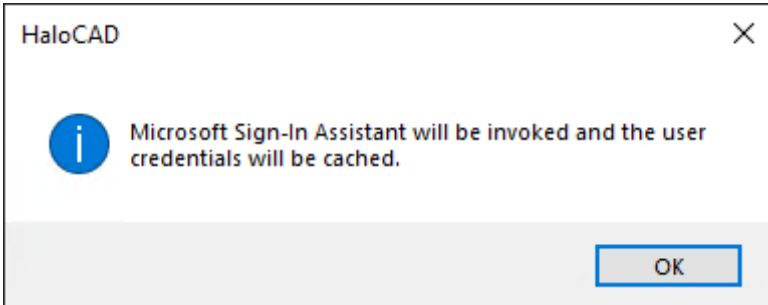 HaloCAD
Microsoft Sign-In Assistant will be invoked and the user
credentials will be cached.
OK